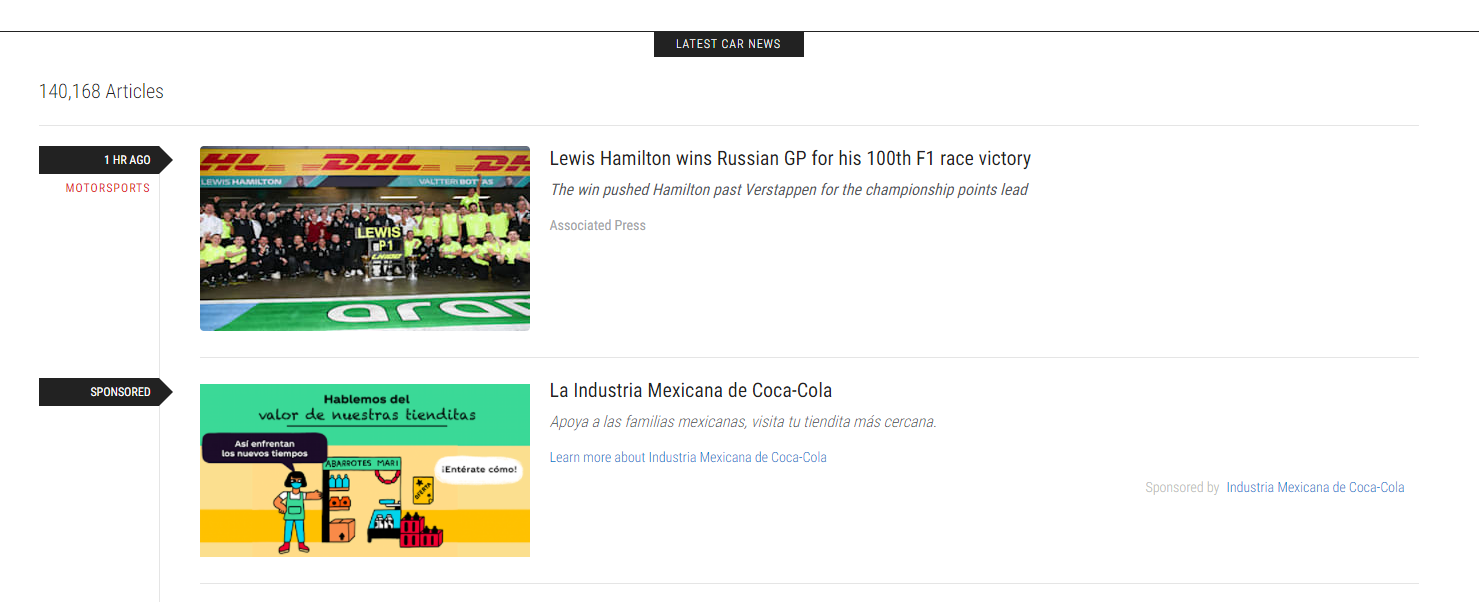 LATEST CAR NEWS
140,168 Articles
1 HR AGO
MOTORSPORTS
DHL DHL
LEWIS HAMILTON
VALTTERI BOTTAS
LEWIS
P1
Lewis Hamilton wins Russian GP for his 100th F1 race victory
The win pushed Hamilton past Verstappen for the championship points lead
Associated Press
SPONSORED
Hablemos del
valor de nuestras tienditas
Así enfrentan
los nuevos tiempos
ABARROTES MARI
¡Entérate cómo!
OFERTA
La Industria Mexicana de Coca-Cola
Apoya a las familias mexicanas, visita tu tiendita más cercana.
Learn more about Industria Mexicana de Coca-Cola
Sponsored by Industria Mexicana de Coca-Cola